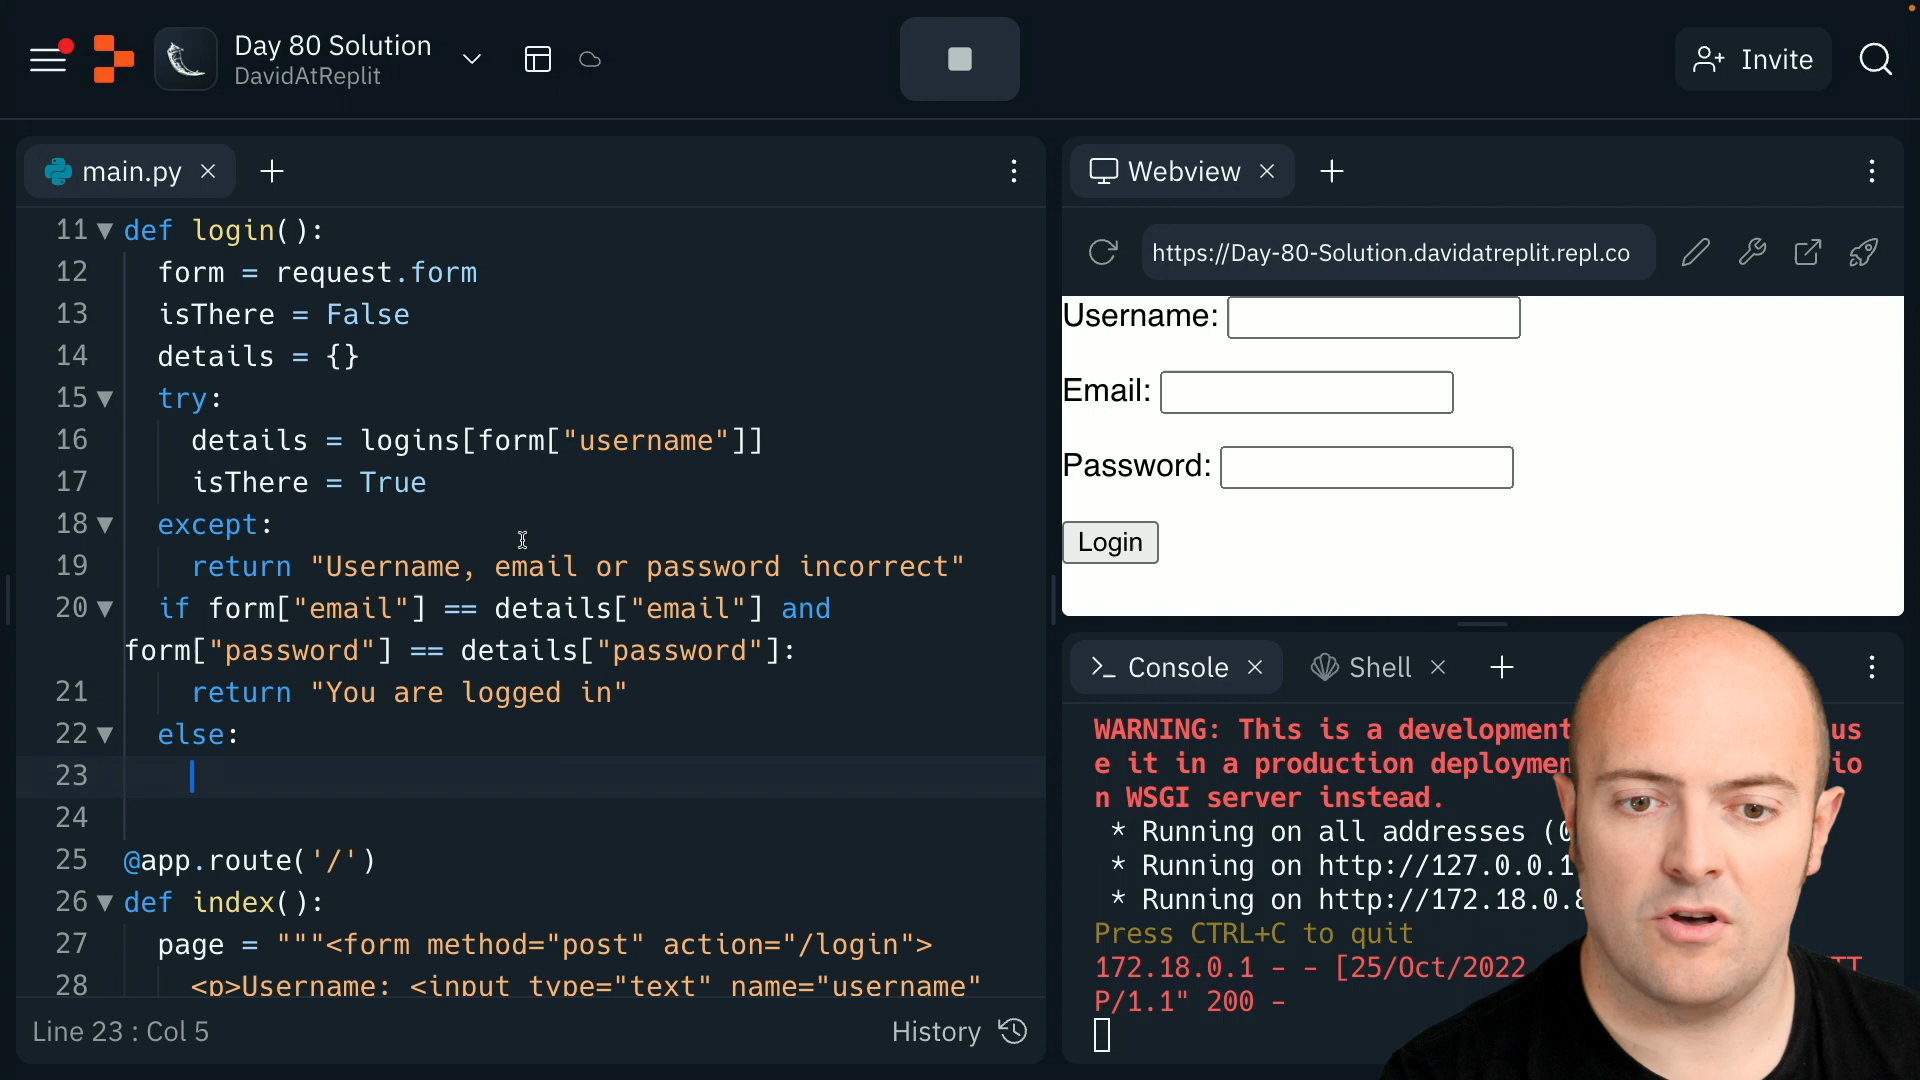 Day 80 Solution
DavidAtReplit
Invite
main.py
11 def login():
12 form = request.form
13 isThere = False
14 details = {}
15 try:
16 details = logins[form["username"]]
17 isThere = True
18 except:
19 return "Username, email or password incorrect"
20 if form["email"] == details["email"] and
form["password"] == details["password"]:
21 return "You are logged in"
22 else:
23
24
25 @app.route('/')
26 def index():
27 page = """<form method="post" action="/login">
28 <p>Username: <input type="text" name="username"
Line 23 : Col 5
History
Webview
https://Day-80-Solution.davidatreplit.repl.co
Username:
Email:
Password:
Login
Console
Shell
WARNING: This is a development us
e it in a production io
n WSGI server instead.
* Running on all addresses
* Running on http://127.0.0.1
* Running on http://172.18.0.8
Press CTRL+C to quit
172.18.0.1 - - [25/Oct/2022 TT
P/1.1" 200 -